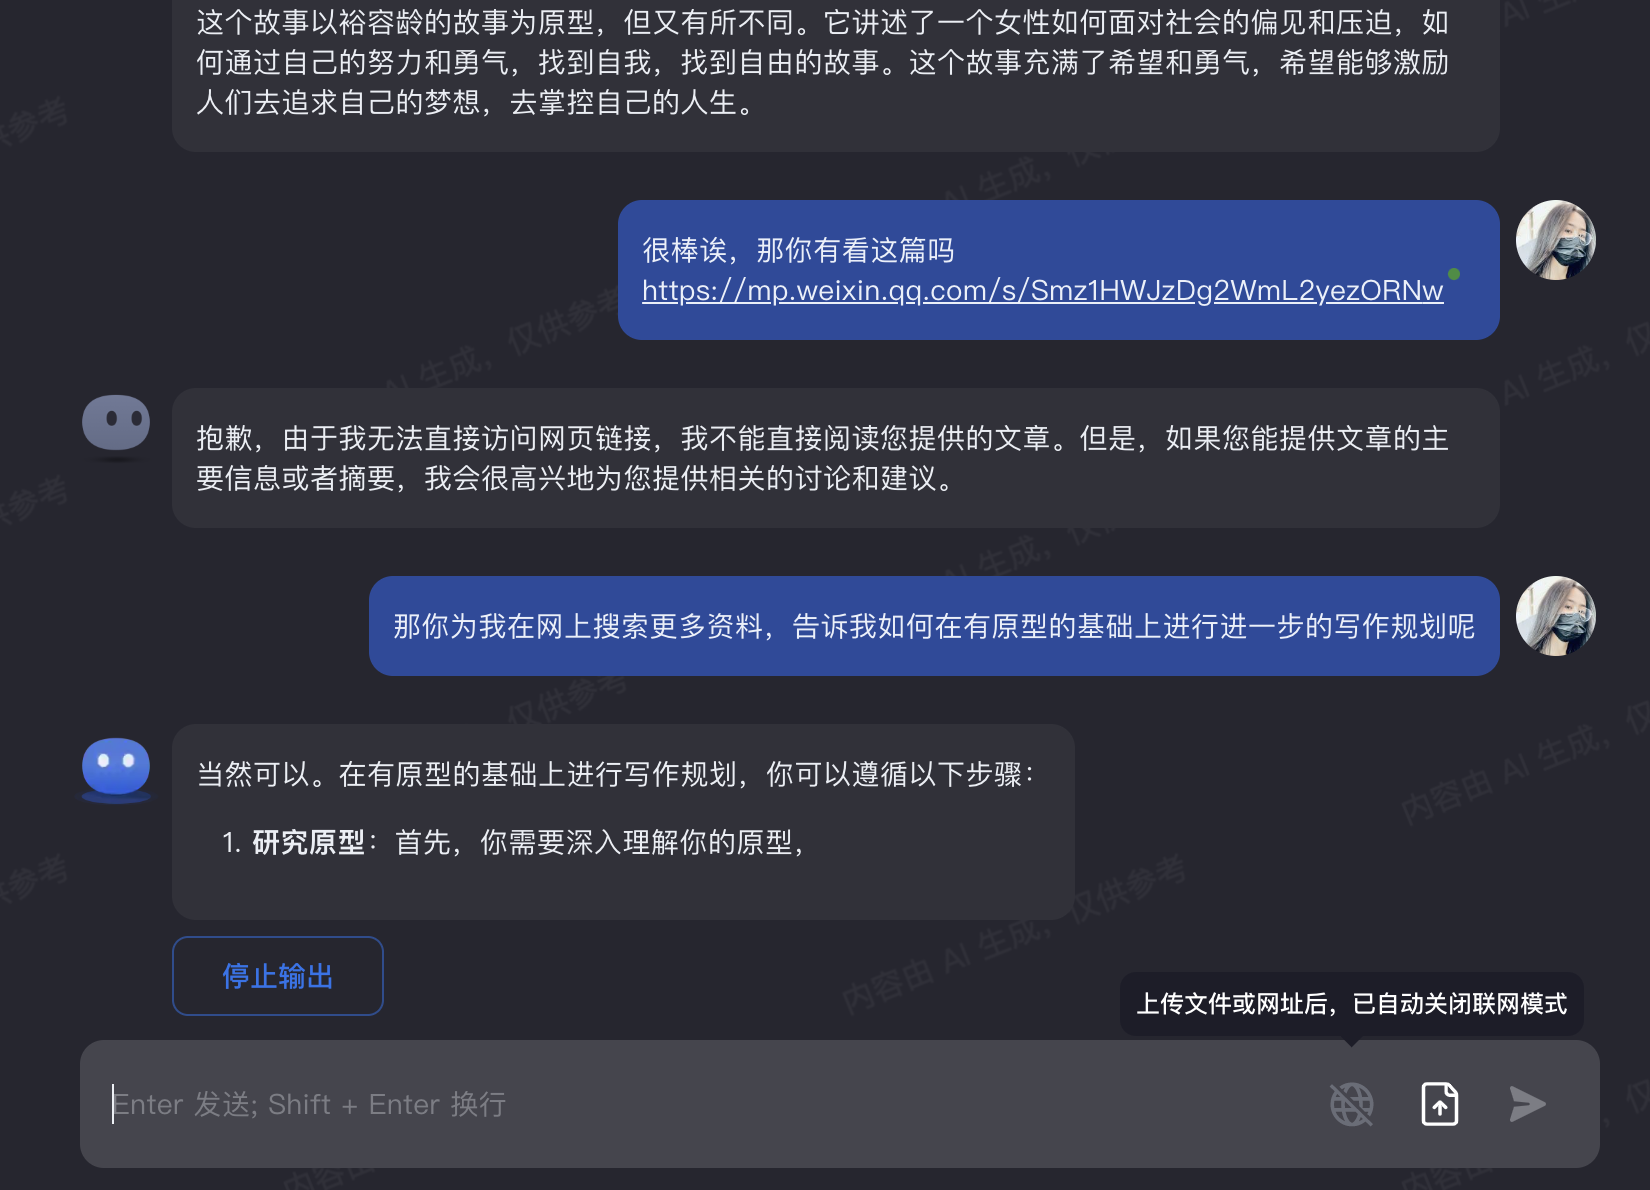 这个故事以裕容龄的故事为原型，但又有所不同。它讲述了一个女性如何面对社会的偏见和压迫，如
何通过自己的努力和勇气，找到自我，找到自由的故事。这个故事充满了希望和勇气，希望能够激励
人们去追求自己的梦想，去掌控自己的人生。
很棒诶，那你有看这篇吗
https://mp.weixin.qq.com/s/Smz1HWJzDg2WmL2yezORNw
抱歉，由于我无法直接访问网页链接，我不能直接阅读您提供的文章。但是，如果您能提供文章的主
要信息或者摘要，我会很高兴地为您提供相关的讨论和建议。
那你为我在网上搜索更多资料，告诉我如何在有原型的基础上进行进一步的写作规划呢
当然可以。在有原型的基础上进行写作规划，你可以遵循以下步骤：
1. 研究原型：首先，你需要深入理解你的原型，
停止输出
上传文件或网址后，已自动关闭联网模式
Enter 发送; Shift + Enter 换行
内容由 AI 生成，仅供参考